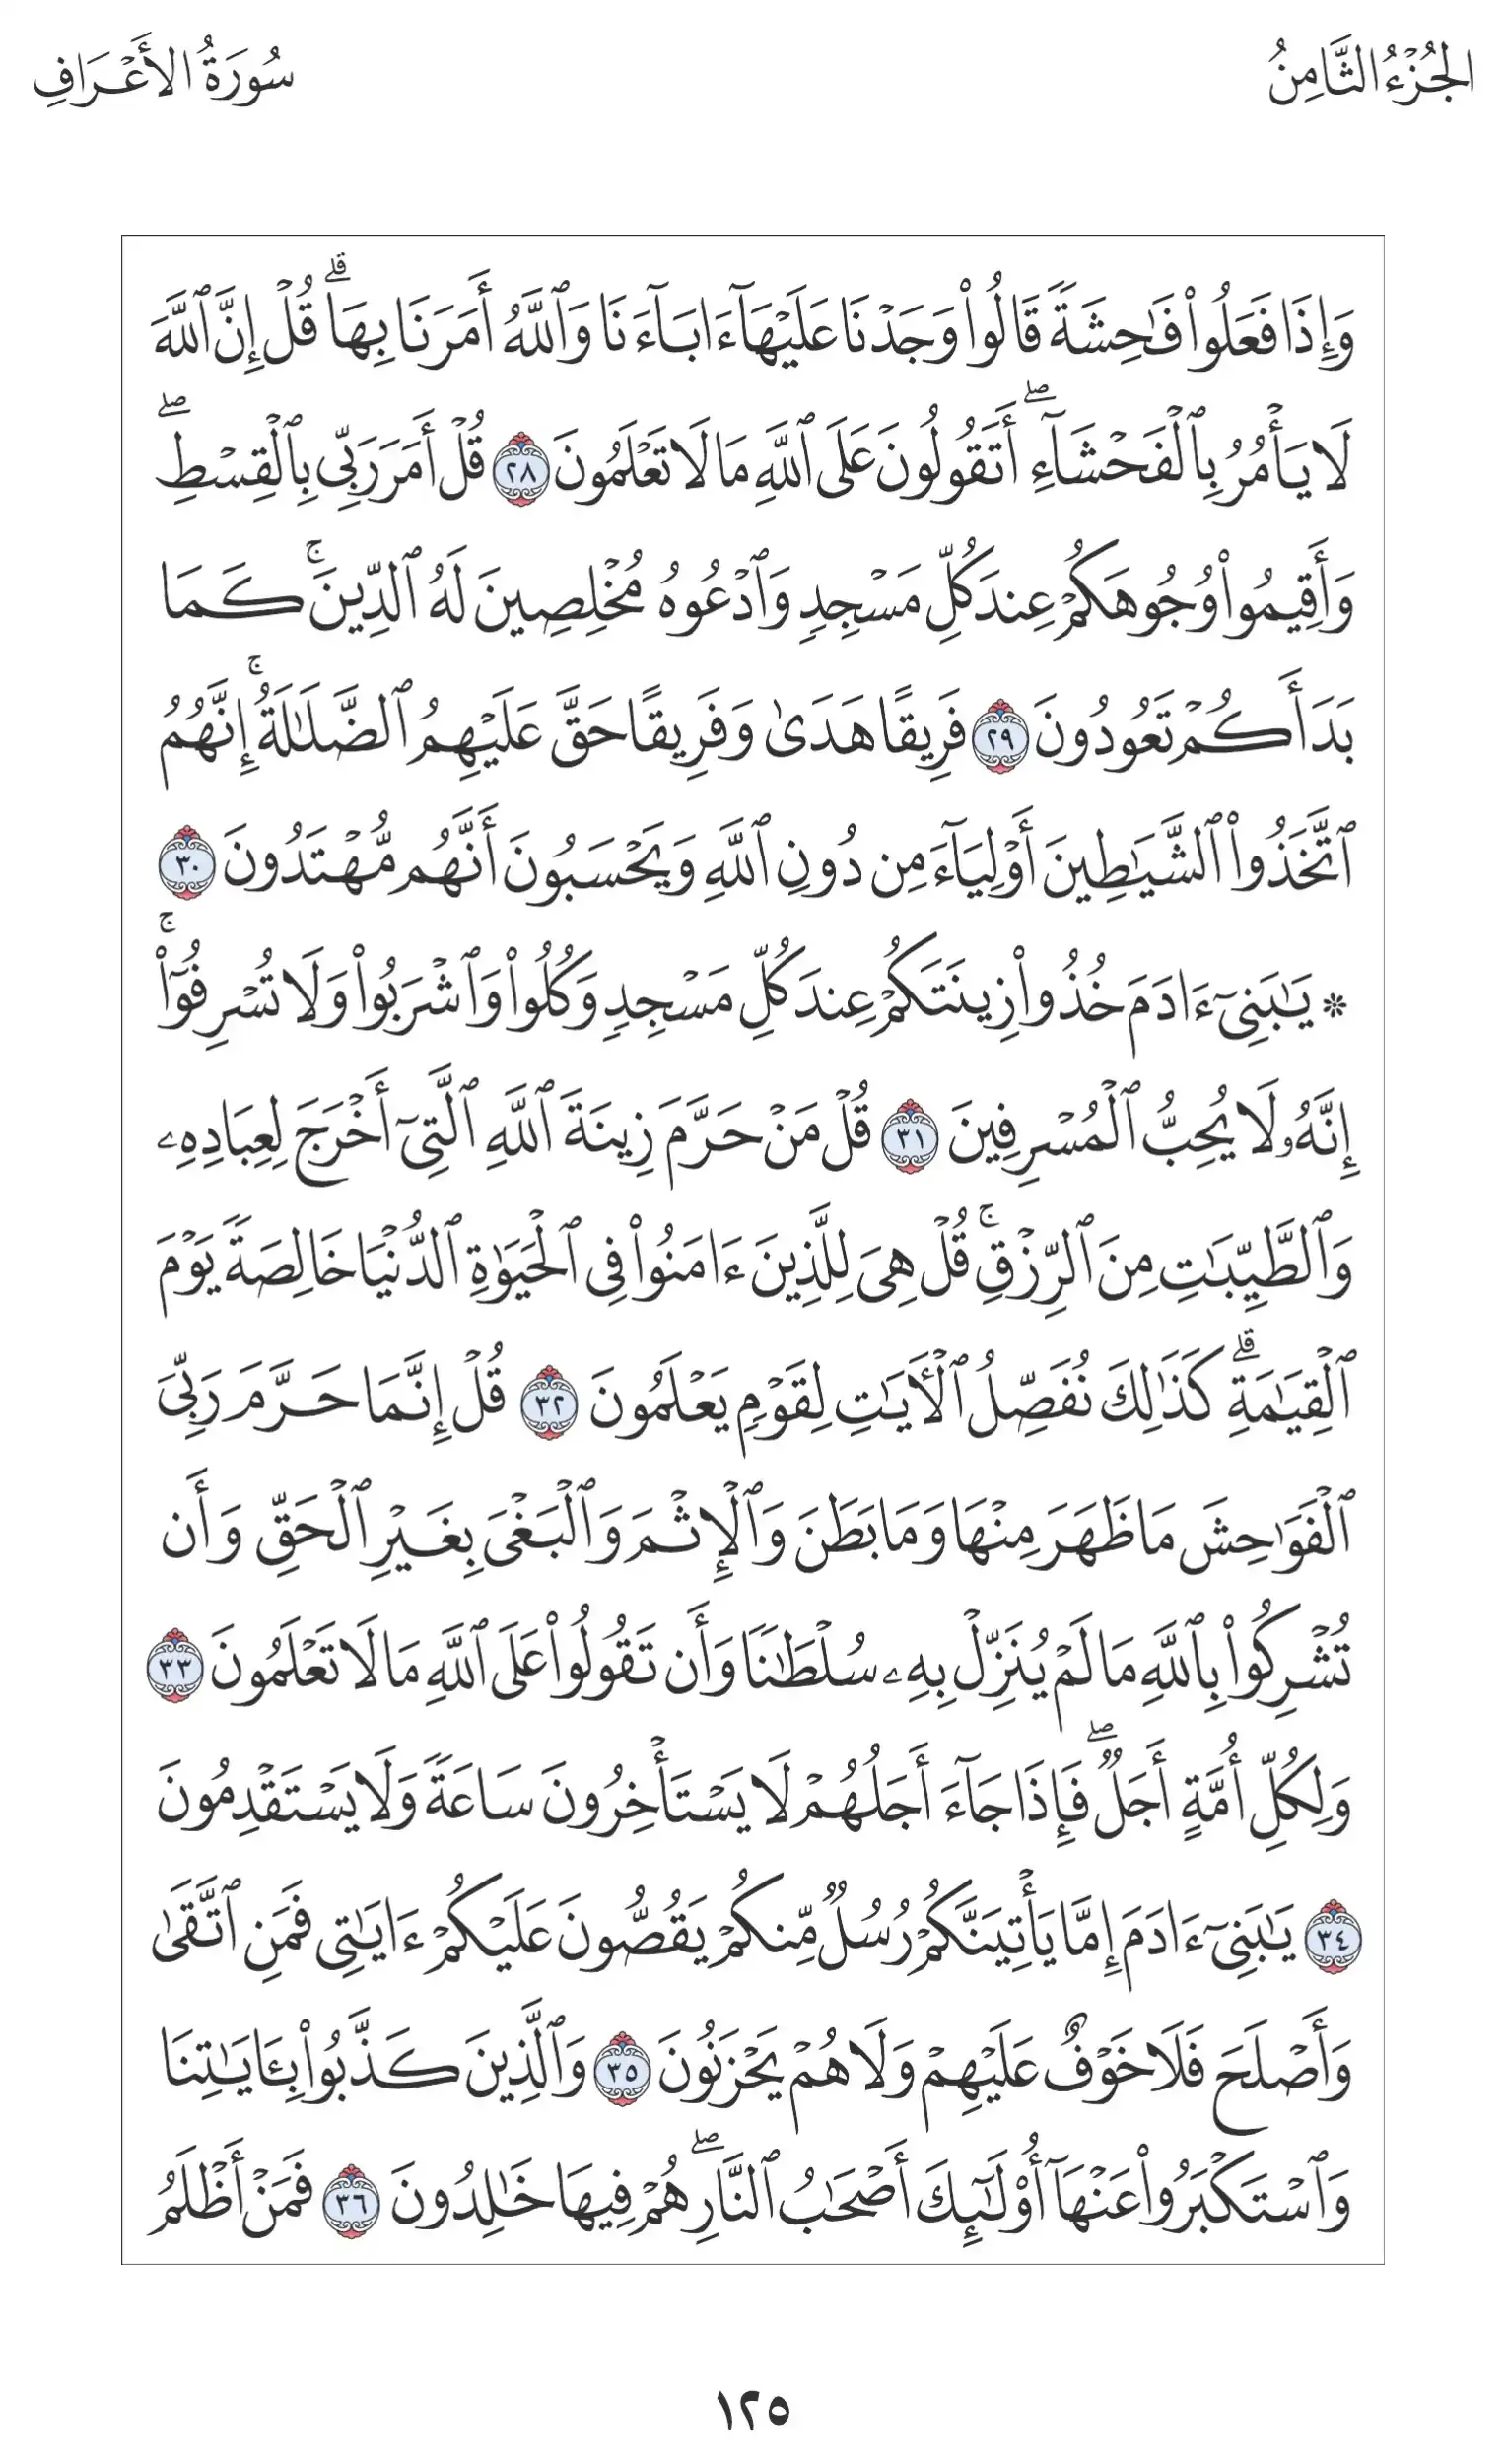 الجُزْءُ الثَّامِنُ
سُورَةُ الأَعْرَافِ
وَإِذَا فَعَلُوا۟ فَـٰحِشَةً قَالُوا۟ وَجَدْنَا عَلَيْهَآ ءَابَآءَنَا وَٱللَّهُ أَمَرَنَا بِهَا ۗ قُلْ إِنَّ ٱللَّهَ
لَا يَأْمُرُ بِٱلْفَحْشَآءِ ۖ أَتَقُولُونَ عَلَى ٱللَّهِ مَا لَا تَعْلَمُونَ ٢٨ قُلْ أَمَرَ رَبِّى بِٱلْقِسْطِ ۖ
وَأَقِيمُوا۟ وُجُوهَكُمْ عِندَ كُلِّ مَسْجِدٍ وَٱدْعُوهُ مُخْلِصِينَ لَهُ ٱلدِّينَ ۚ كَمَا
بَدَأَكُمْ تَعُودُونَ ٢٩ فَرِيقًا هَدَىٰ وَفَرِيقًا حَقَّ عَلَيْهِمُ ٱلضَّلَـٰلَةُ ۚ إِنَّهُمُ
ٱتَّخَذُوا۟ ٱلشَّيَـٰطِينَ أَوْلِيَآءَ مِن دُونِ ٱللَّهِ وَيَحْسَبُونَ أَنَّهُم مُّهْتَدُونَ ٣٠
* يَـٰبَنِىٓ ءَادَمَ خُذُوا۟ زِينَتَكُمْ عِندَ كُلِّ مَسْجِدٍ وَكُلُوا۟ وَٱشْرَبُوا۟ وَلَا تُسْرِفُوٓا۟ ۚ
إِنَّهُۥ لَا يُحِبُّ ٱلْمُسْرِفِينَ ٣١ قُلْ مَنْ حَرَّمَ زِينَةَ ٱللَّهِ ٱلَّتِىٓ أَخْرَجَ لِعِبَادِهِۦ
وَٱلطَّيِّبَـٰتِ مِنَ ٱلرِّزْقِ ۚ قُلْ هِىَ لِلَّذِينَ ءَامَنُوا۟ فِى ٱلْحَيَوٰةِ ٱلدُّنْيَا خَالِصَةً يَوْمَ
ٱلْقِيَـٰمَةِ ۗ كَذَٰلِكَ نُفَصِّلُ ٱلْـَٔايَـٰتِ لِقَوْمٍ يَعْلَمُونَ ٣٢ قُلْ إِنَّمَا حَرَّمَ رَبِّىَ
ٱلْفَوَٰحِشَ مَا ظَهَرَ مِنْهَا وَمَا بَطَنَ وَٱلْإِثْمَ وَٱلْبَغْىَ بِغَيْرِ ٱلْحَقِّ وَأَن
تُشْرِكُوا۟ بِٱللَّهِ مَا لَمْ يُنَزِّلْ بِهِۦ سُلْطَـٰنًا وَأَن تَقُولُوا۟ عَلَى ٱللَّهِ مَا لَا تَعْلَمُونَ ٣٣
وَلِكُلِّ أُمَّةٍ أَجَلٌ ۖ فَإِذَا جَآءَ أَجَلُهُمْ لَا يَسْتَأْخِرُونَ سَاعَةً وَلَا يَسْتَقْدِمُونَ
٣٤ يَـٰبَنِىٓ ءَادَمَ إِمَّا يَأْتِيَنَّكُمْ رُسُلٌ مِّنكُمْ يَقُصُّونَ عَلَيْكُمْ ءَايَـٰتِى فَمَنِ ٱتَّقَىٰ
وَأَصْلَحَ فَلَا خَوْفٌ عَلَيْهِمْ وَلَا هُمْ يَحْزَنُونَ ٣٥ وَٱلَّذِينَ كَذَّبُوا۟ بِـَٔايَـٰتِنَا
وَٱسْتَكْبَرُوا۟ عَنْهَآ أُو۟لَـٰٓئِكَ أَصْحَـٰبُ ٱلنَّارِ ۖ هُمْ فِيهَا خَـٰلِدُونَ ٣٦ فَمَنْ أَظْلَمُ
١٢٥